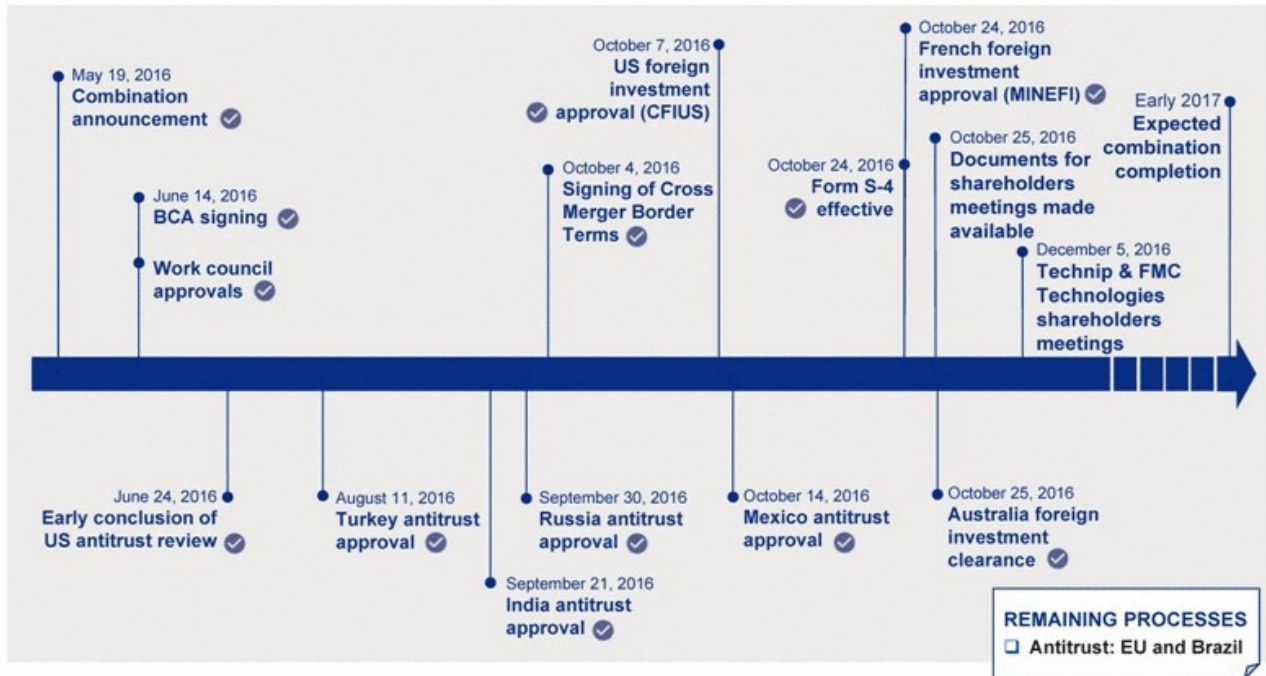 May 19, 2016
Combination
announcement
June 14, 2016
BCA signing
Work council
approvals
October 4, 2016
Signing of Cross
Merger Border
Terms
October 7, 2016
US foreign
investment
approval (CFIUS)
October 24, 2016
Form S-4
effective
October 24, 2016
French foreign
investment
approval (MINEFI)
October 25, 2016
Documents for
shareholders
meetings made
available
December 5, 2016
Technip & FMC
Technologies
shareholders
meetings
Early 2017
Expected
combination
completion
June 24, 2016
Early conclusion of
US antitrust review
August 11, 2016
Turkey antitrust
approval
September 21, 2016
India antitrust
approval
September 30, 2016
Russia antitrust
approval
October 14, 2016
Mexico antitrust
approval
October 25, 2016
Australia foreign
investment
clearance
REMAINING PROCESSES
Antitrust: EU and Brazil